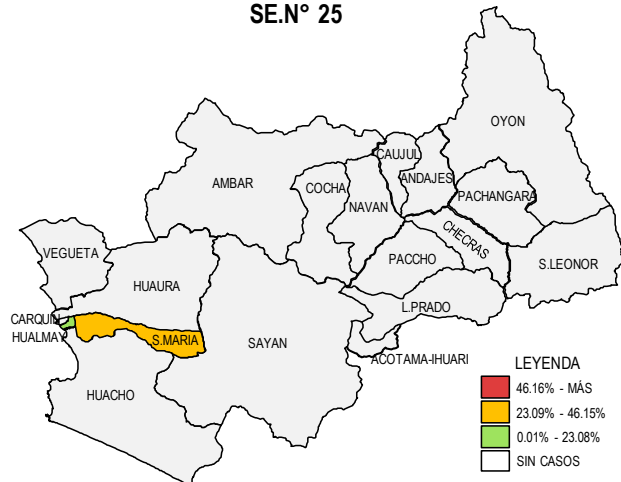 SE.N° 25
OYON
CAUJUL
ANDAJES
AMBAR
COCHA
PACHANGARA
NAVAN
CHECRAS
VEGUETA
PACCHO
S.LEONOR
HUAURA
L.PRADO
CARQUIN
HUALMAY
S.MARIA
SAYAN
ACOTAMA-IHUARI
HUACHO
LEYENDA
46.16% - MÁS
23.09% - 46.15%
0.01% - 23.08%
SIN CASOS